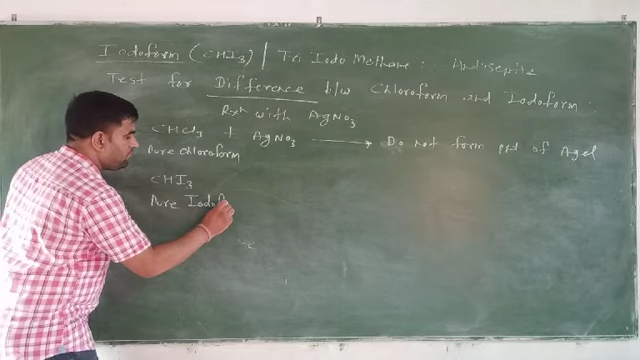 Iodoform (CHI3) | Tri Iodo Methane :- Antiseptic
Test for Difference b/w Chloroform and Iodoform.
Rxn with AgNO3
CHCl3 + AgNO3 → Do not form ppt of Agcl
Pure Chloroform
CHI3
Pure Iodof